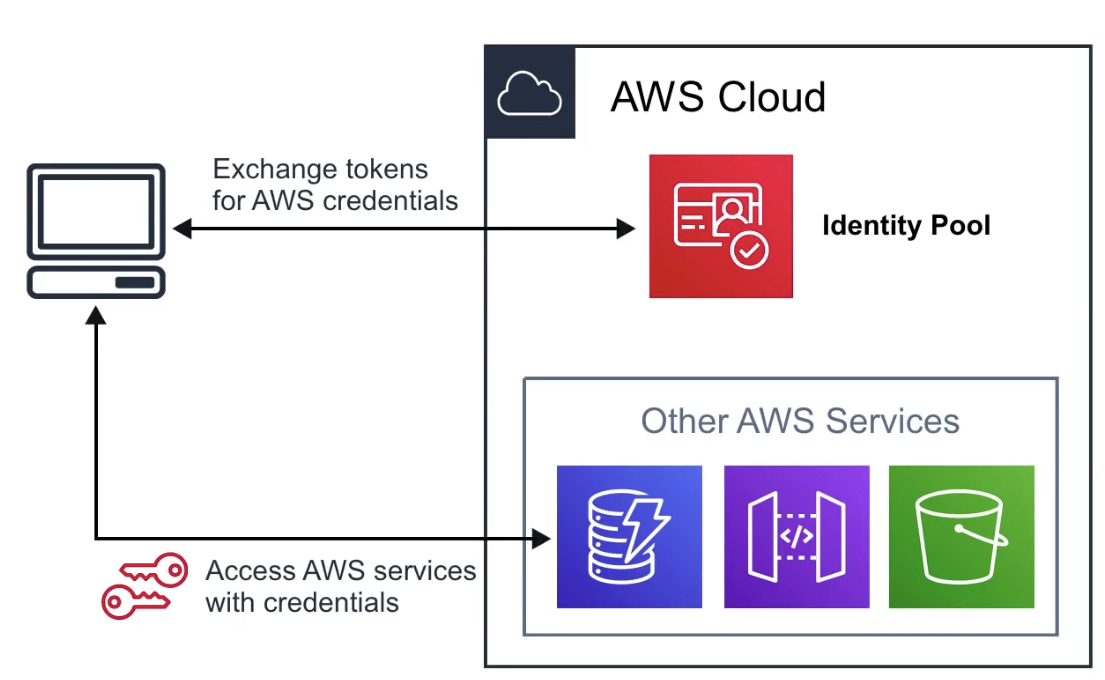 AWS Cloud
Exchange tokens
for AWS credentials
Identity Pool
Other AWS Services
</>
Access AWS services
with credentials